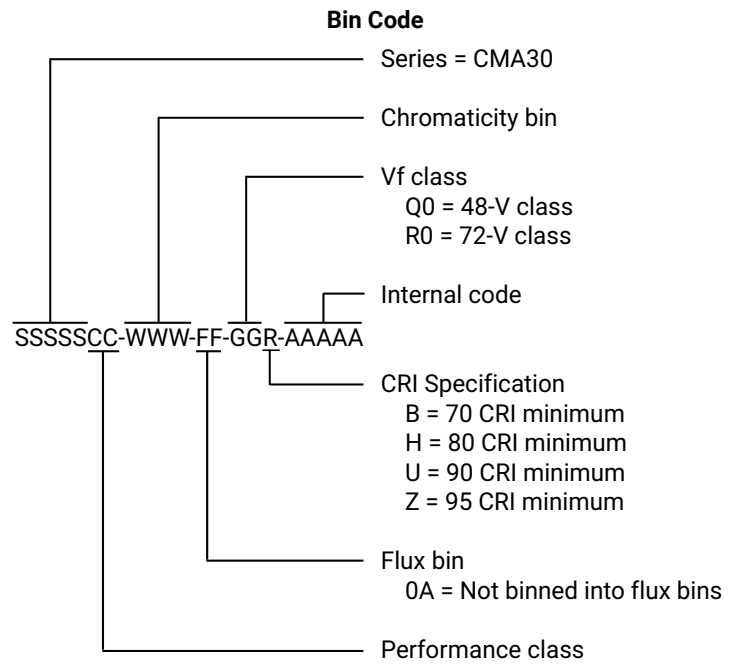 Bin Code
Series = CMA30
Chromaticity bin
Vf class
Q0 = 48-V class
R0 = 72-V class
Internal code
SSSSSCC-WWW-FF-GGR-AAAAA
CRI Specification
B = 70 CRI minimum
H = 80 CRI minimum
U = 90 CRI minimum
Z = 95 CRI minimum
Flux bin
0A = Not binned into flux bins
Performance class